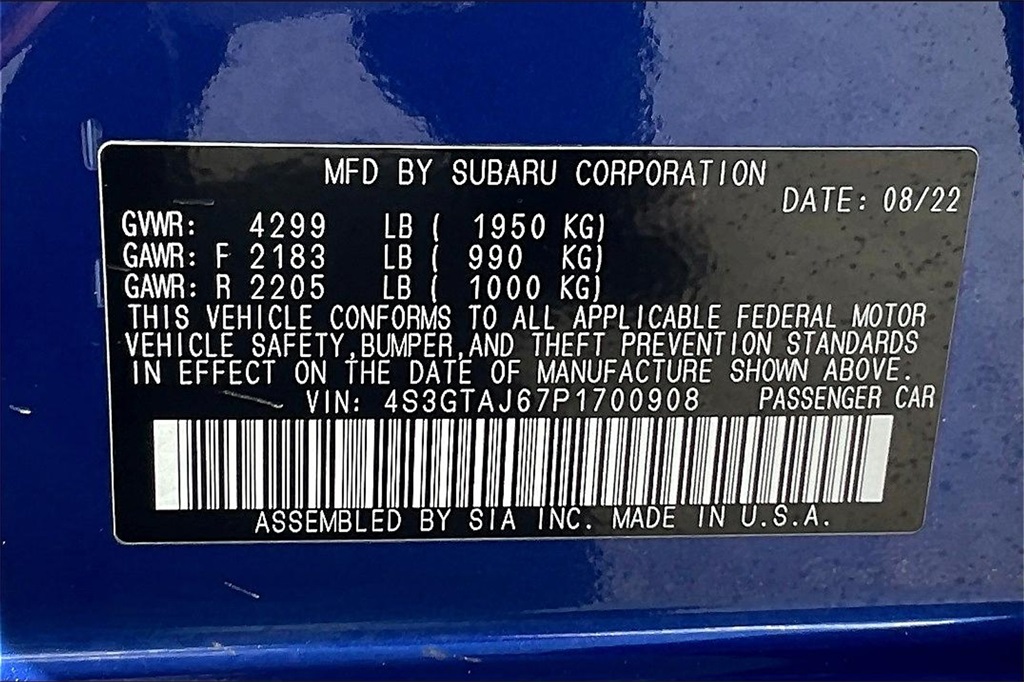 MFD BY SUBARU CORPORATION
DATE: 08/22
GVWR: 4299 LB ( 1950 KG)
GAWR: F 2183 LB ( 990 KG)
GAWR: R 2205 LB ( 1000 KG)
THIS VEHICLE CONFORMS TO ALL APPLICABLE FEDERAL MOTOR
VEHICLE SAFETY,BUMPER,AND THEFT PREVENTION STANDARDS
IN EFFECT ON THE DATE OF MANUFACTURE SHOWN ABOVE.
VIN: 4S3GTAJ67P1700908 PASSENGER CAR
ASSEMBLED BY SIA INC. MADE IN U.S.A.